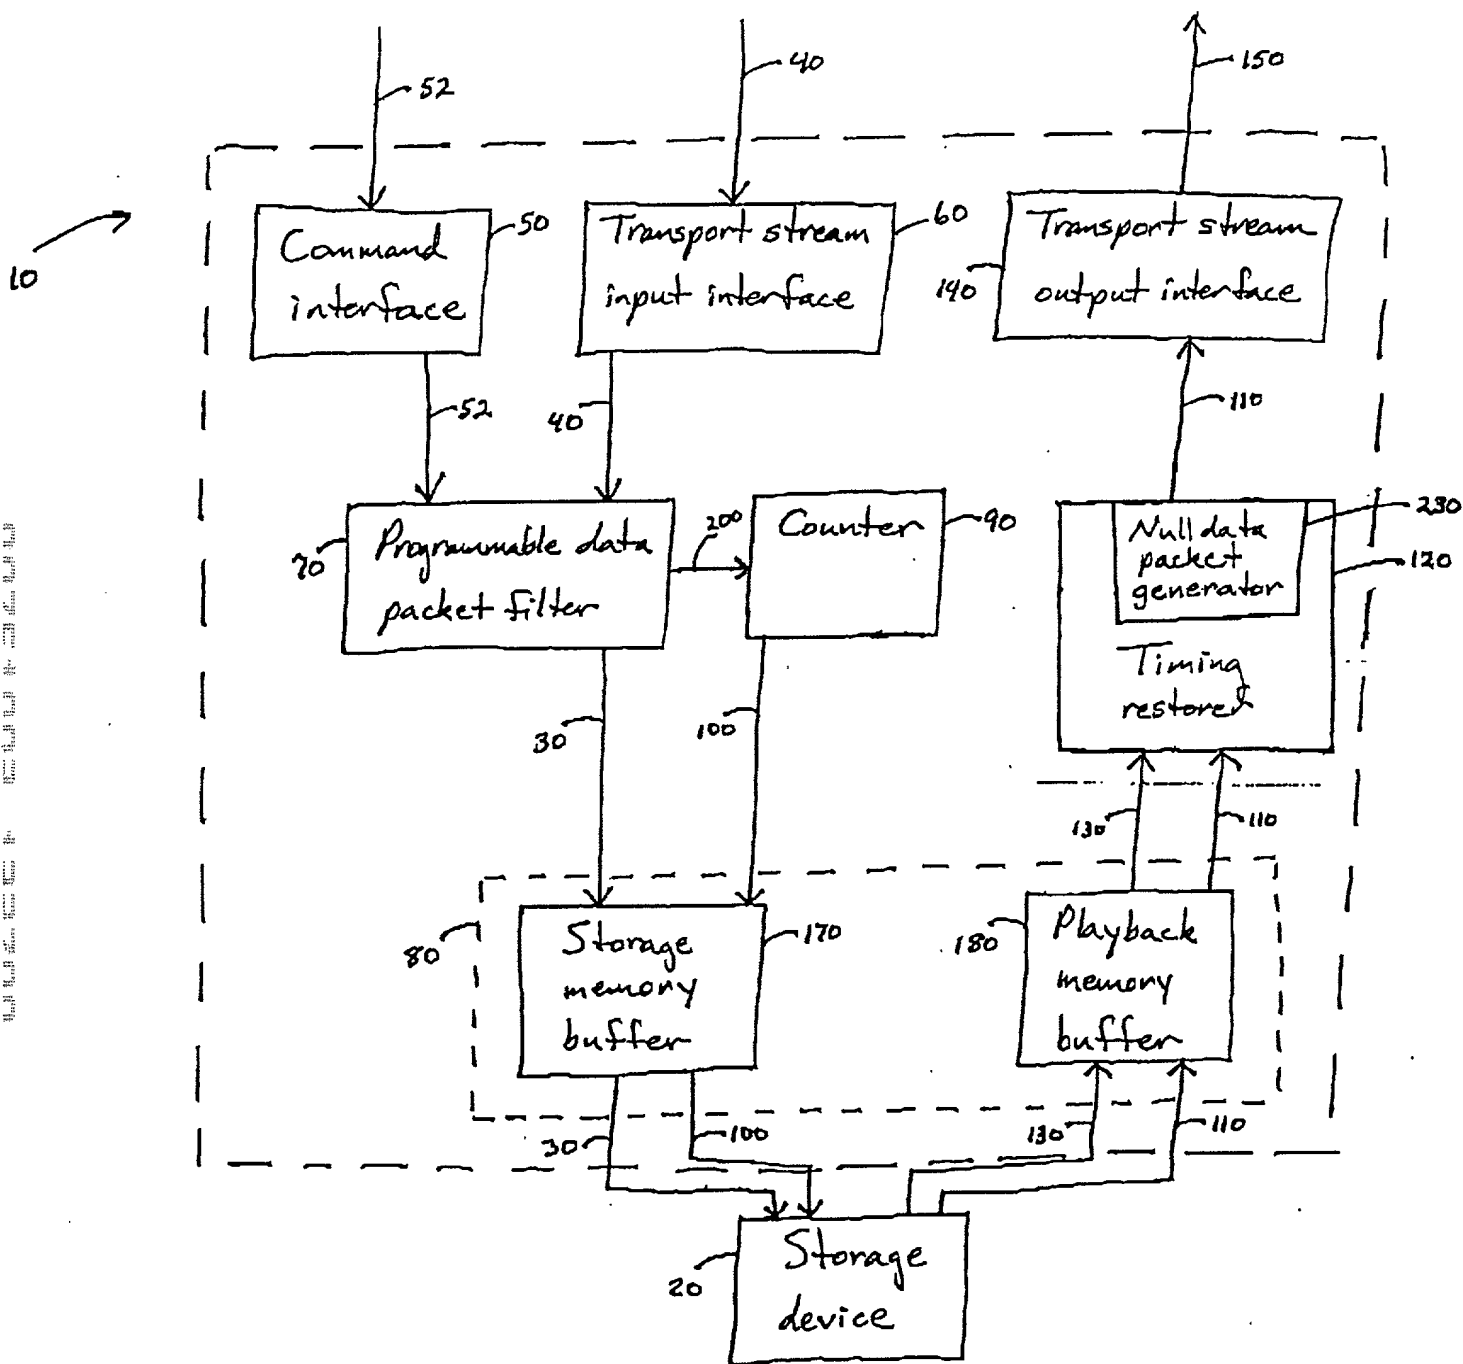 52
40
150
10
Command
interface
50
Transport stream
input interface
60
Transport stream
output interface
140
52
40
110
Programmable data
packet filter
70
200
Counter
90
Null data
packet
generator
230
120
Timing
restorer
30
100
130
110
80
Storage
memory
buffer
170
180
Playback
memory
buffer
30
100
130
110
20
Storage
device